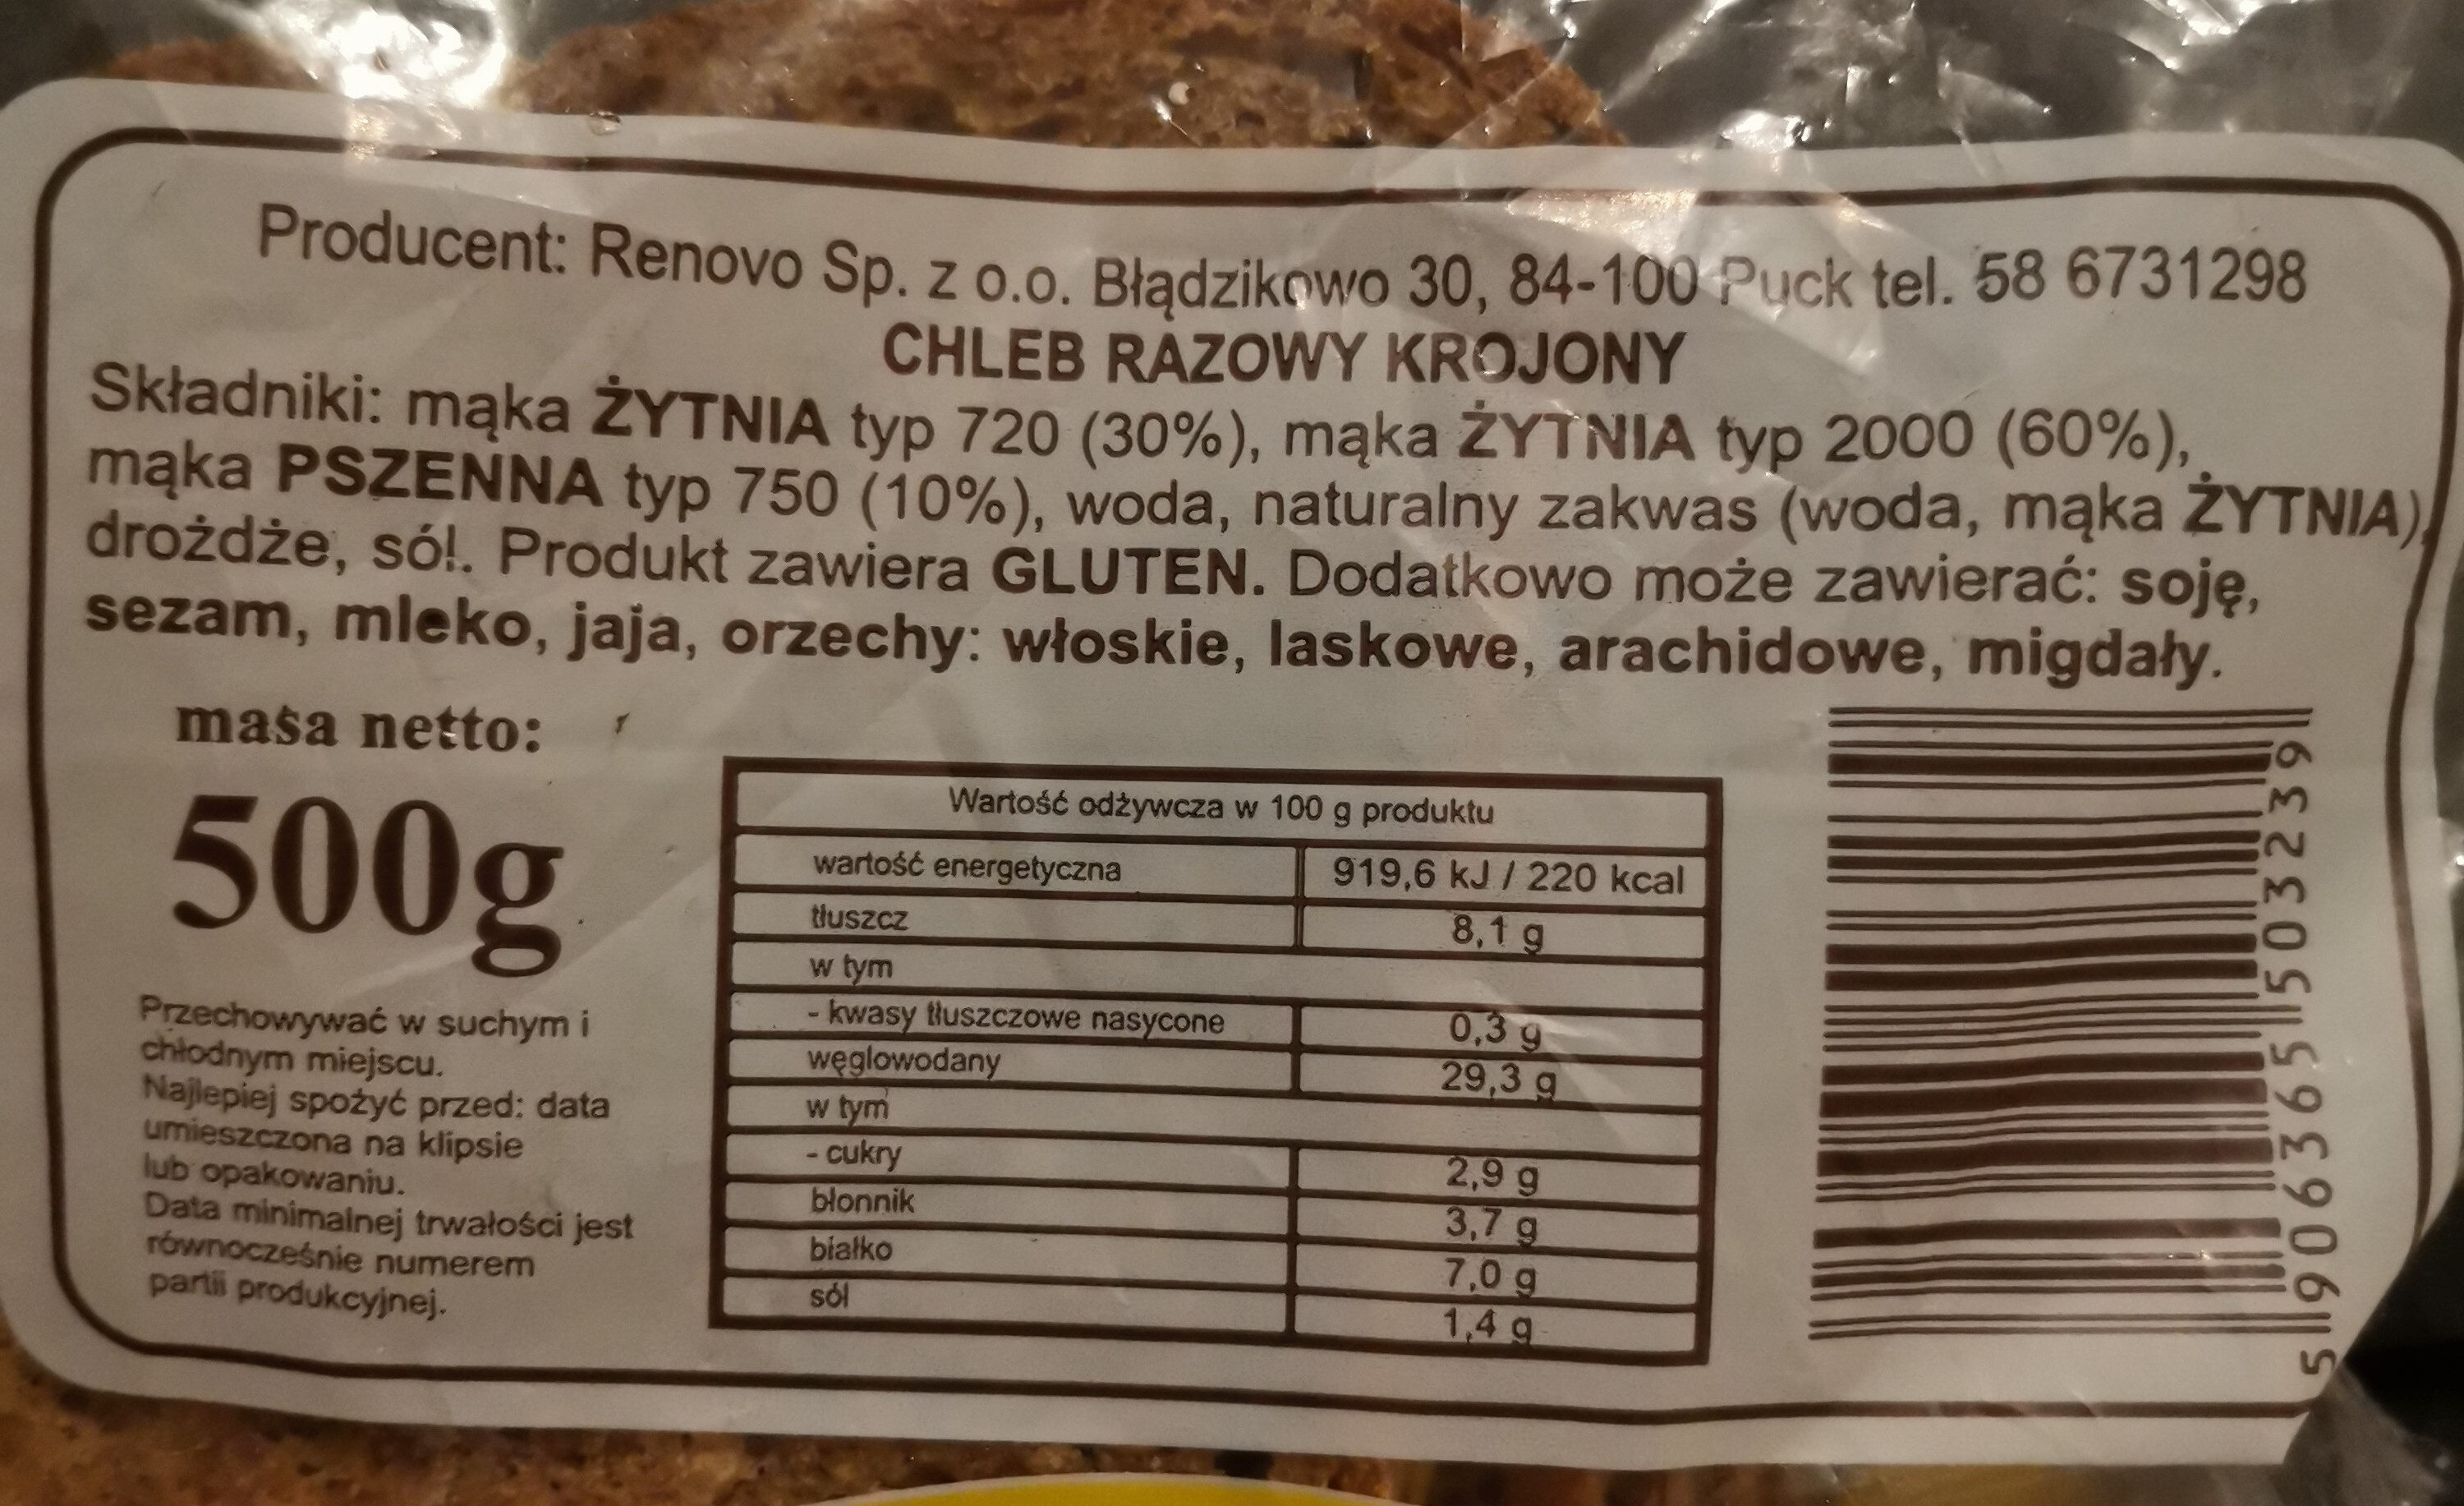 Producent: Renovo Sp. z o.o. Błądzikowo 30, 84-100 Puck tel. 58 6731298
CHLEB RAZOWY KROJONY
Składniki: mąka ŻYTNIA typ 720 (30%), mąka ŻYTNIA typ 2000 (60%),
mąka PSZENNA typ 750 (10%), woda, naturalny zakwas (woda, mąka ŻYTNIA),
drożdże, sól. Produkt zawiera GLUTEN. Dodatkowo może zawierać: soję,
sezam, mleko, jaja, orzechy: włoskie, laskowe, arachidowe, migdały.
masa netto:
500g
Przechowywać w suchym i
chłodnym miejscu.
Najlepiej spożyć przed: data
umieszczona na klipsie
lub opakowaniu.
Data minimalnej trwałości jest
równocześnie numerem
partii produkcyjnej.
Wartość odżywcza w 100 g produktu
wartość energetyczna 919,6 kJ / 220 kcal
tłuszcz 8,1 g
w tym
- kwasy tłuszczowe nasycone 0,3 g
węglowodany 29,3 g
w tym
- cukry 2,9 g
błonnik 3,7 g
białko 7,0 g
sól 1,4 g
5 906365 503239